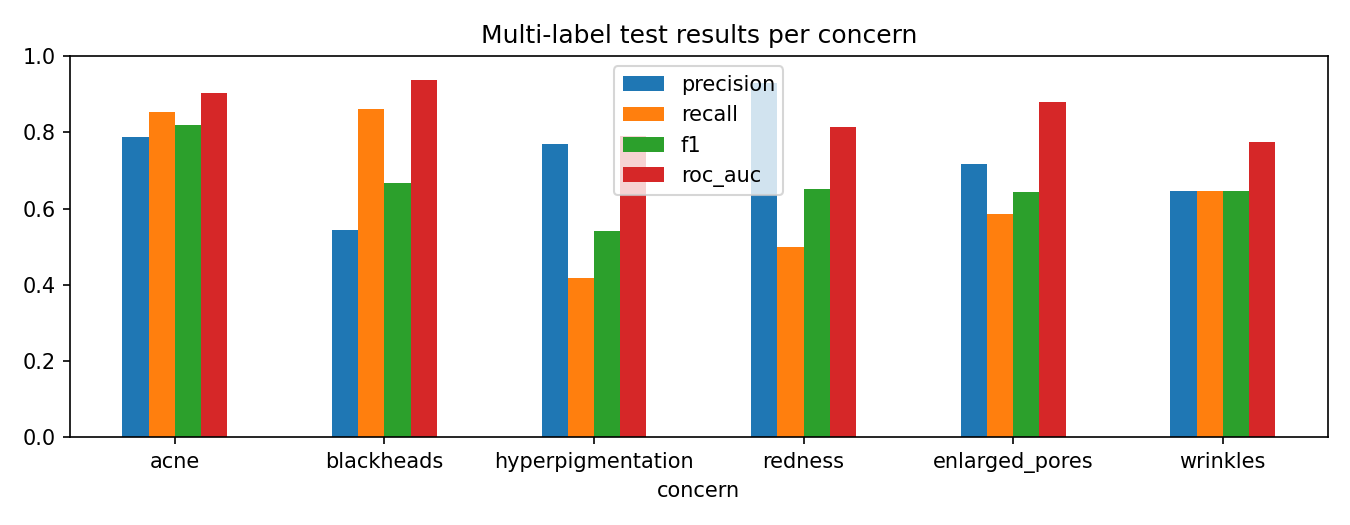 Multi-label test results per concern
1.0
0.8
0.6
0.4
0.2
0.0
precision
recall
f1
roc_auc
acne blackheads hyperpigmentation redness enlarged_pores wrinkles
concern